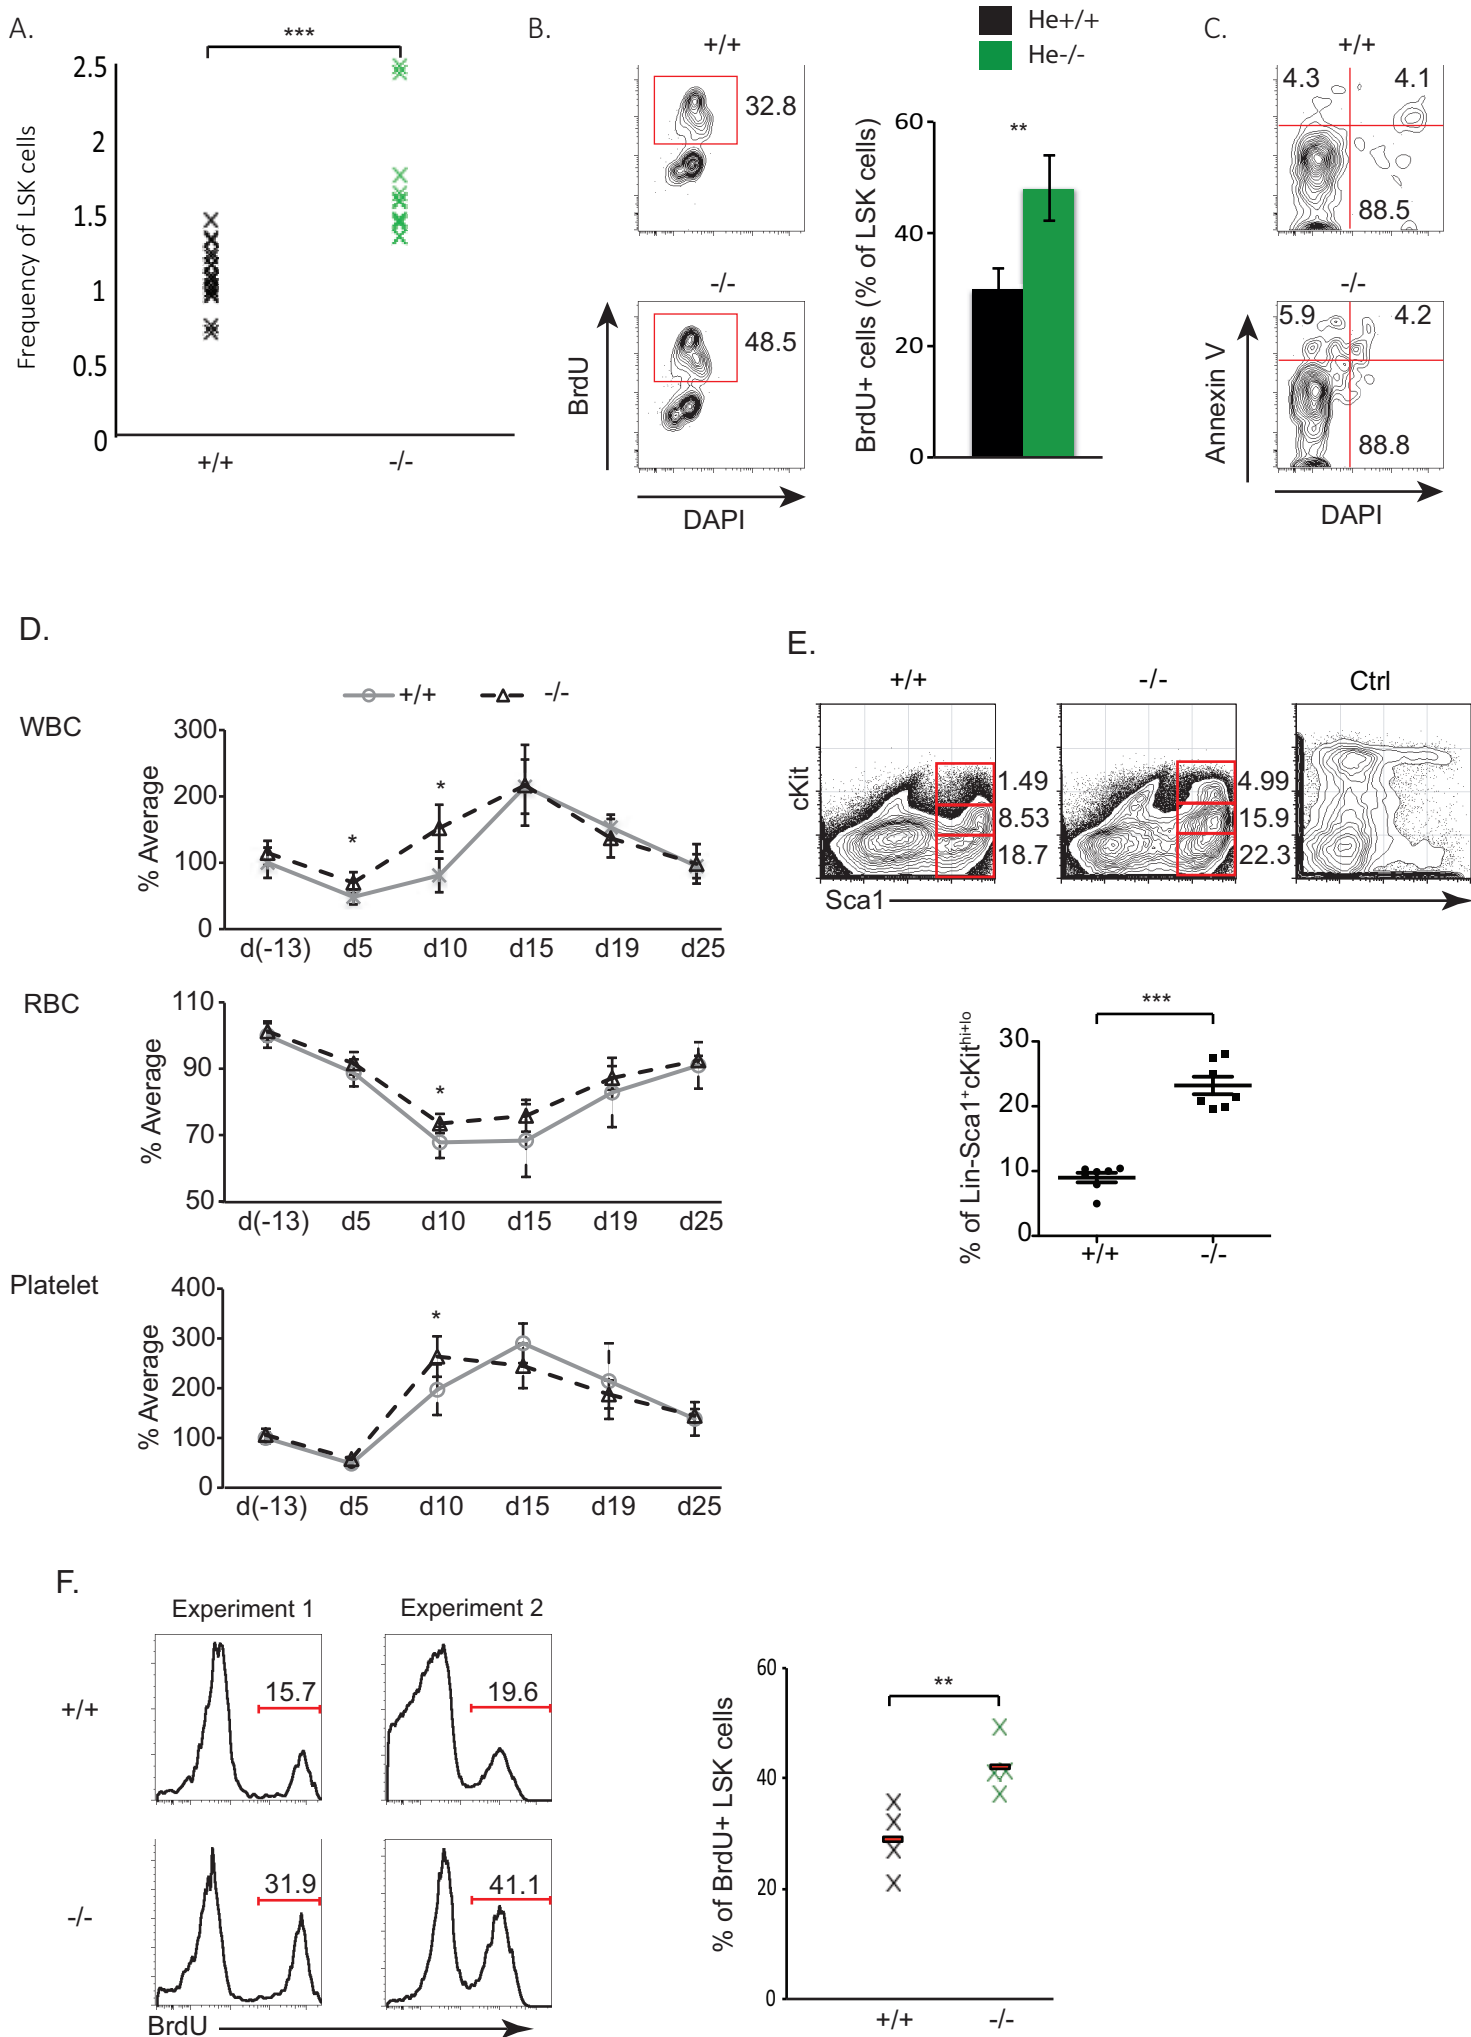 A.
***
Frequency of LSK cells
2.5
2
1.5
1
0.5
0
+/+
-/-
B.
+/+
32.8
-/-
48.5
BrdU
DAPI
He+/+
He-/-
BrdU+ cells (% of LSK cells)
60
40
20
0
**
C.
+/+
4.3
4.1
88.5
-/-
5.9
4.2
88.8
Annexin V
DAPI
D.
+/+
-/-
WBC
% Average
300
200
100
0
*
*
d(-13) d5 d10 d15 d19 d25
RBC
% Average
110
90
70
50
*
d(-13) d5 d10 d15 d19 d25
Platelet
% Average
400
300
200
100
0
*
d(-13) d5 d10 d15 d19 d25
E.
+/+
-/-
Ctrl
cKit
1.49
8.53
18.7
4.99
15.9
22.3
Sca1
***
% of Lin-Sca1⁺cKitʰⁱ⁺ˡᵒ
30
20
10
0
+/+
-/-
F.
Experiment 1
Experiment 2
+/+
15.7
19.6
-/-
31.9
41.1
BrdU
% of BrdU+ LSK cells
60
40
20
0
**
+/+
-/-